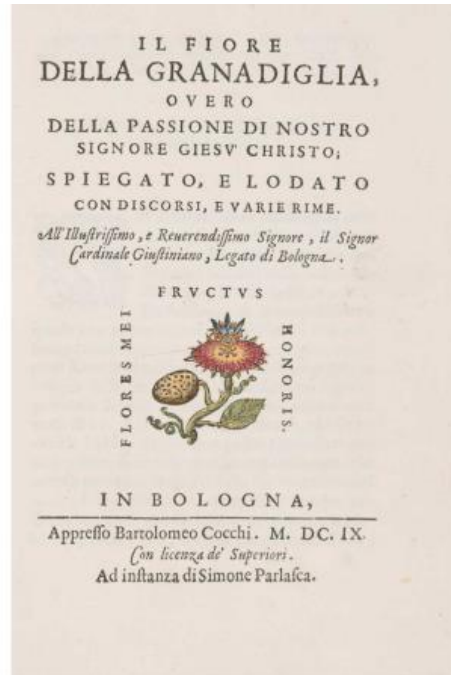 IL FIORE
DELLA GRANADIGLIA,
OVERO
DELLA PASSIONE DI NOSTRO
SIGNORE GIESV' CHRISTO;
SPIEGATO, E LODATO
CON DISCORSI, E VARIE RIME.
All'Illuſtriſſimo, e Reuerendiſſimo Signore, il Signor
Cardinale Giuſtiniano, Legato di Bologna.
FLORES MEI
FRVCTVS
HONORIS.
IN BOLOGNA,
Appreſſo Bartolomeo Cocchi. M. DC. IX.
Con licenza de' Superiori.
Ad inſtanza di Simone Parlaſca.